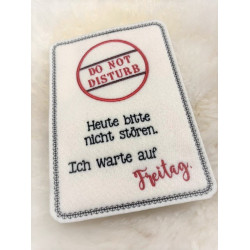 DO NOT
DISTURB
Heute bitte
nicht stören.
Ich warte auf
Freitag.